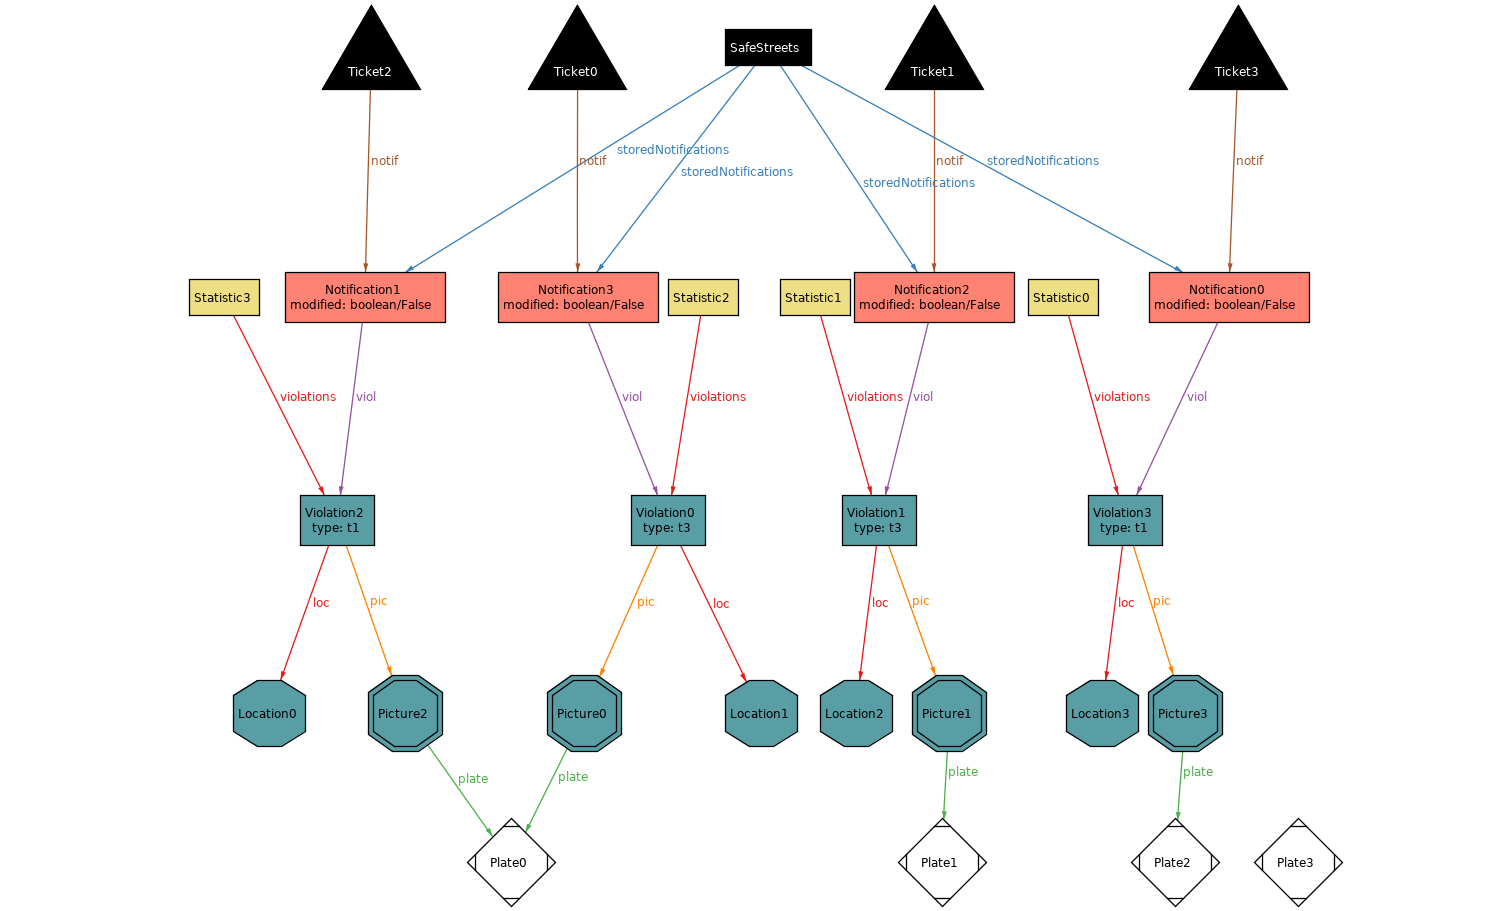 SafeStreets
Ticket2
Ticket0
Ticket1
Ticket3
storedNotifications
notif
notif
notif
storedNotifications
notif
storedNotifications
storedNotifications
Statistic3
Notification1
modified: boolean/False
Notification3
modified: boolean/False
Statistic2
Statistic1
Notification2
modified: boolean/False
Statistic0
Notification0
modified: boolean/False
violations
viol
viol
violations
violations
viol
violations
viol
Violation2
type: t1
Violation0
type: t3
Violation1
type: t3
Violation3
type: t1
loc
pic
pic
loc
loc
pic
loc
pic
Location0
Picture2
Picture0
Location1
Location2
Picture1
Location3
Picture3
plate
plate
plate
plate
Plate0
Plate1
Plate2
Plate3